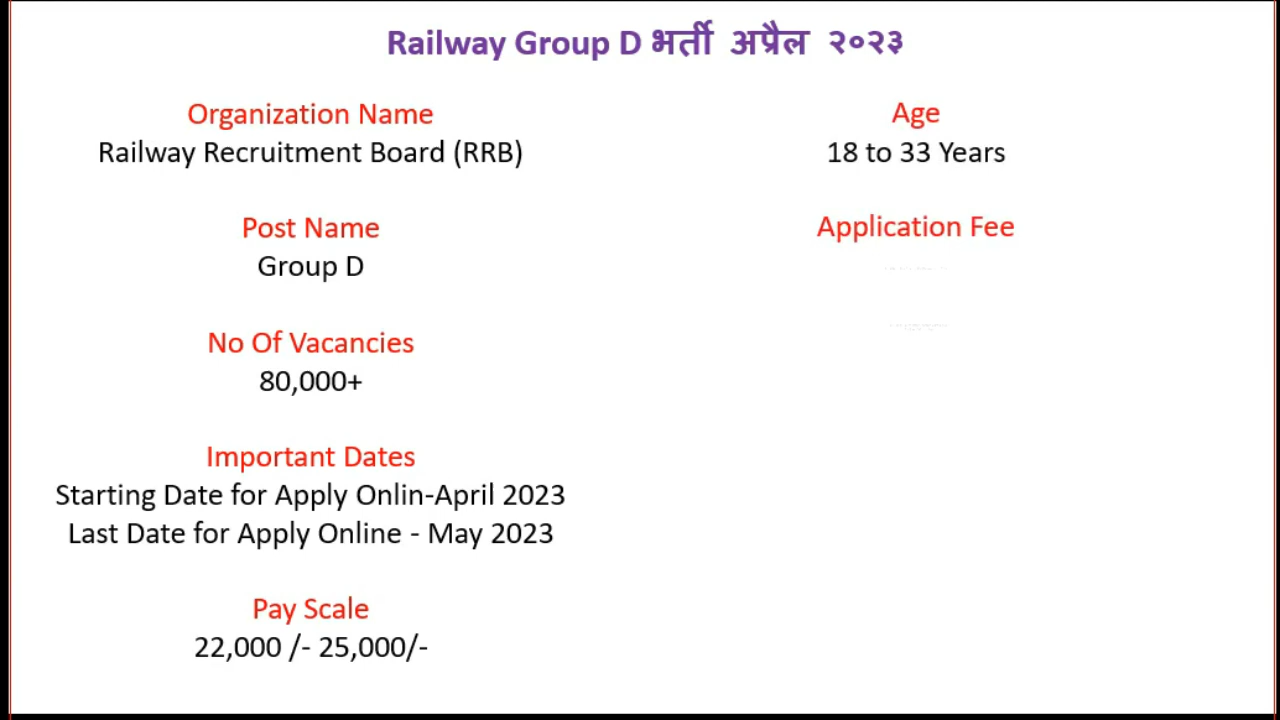 Railway Group D भर्ती अप्रैल २०२३
Organization Name
Railway Recruitment Board (RRB)
Post Name
Group D
No Of Vacancies
80,000+
Important Dates
Starting Date for Apply Onlin-April 2023
Last Date for Apply Online - May 2023
Pay Scale
22,000 /- 25,000/-
Age
18 to 33 Years
Application Fee